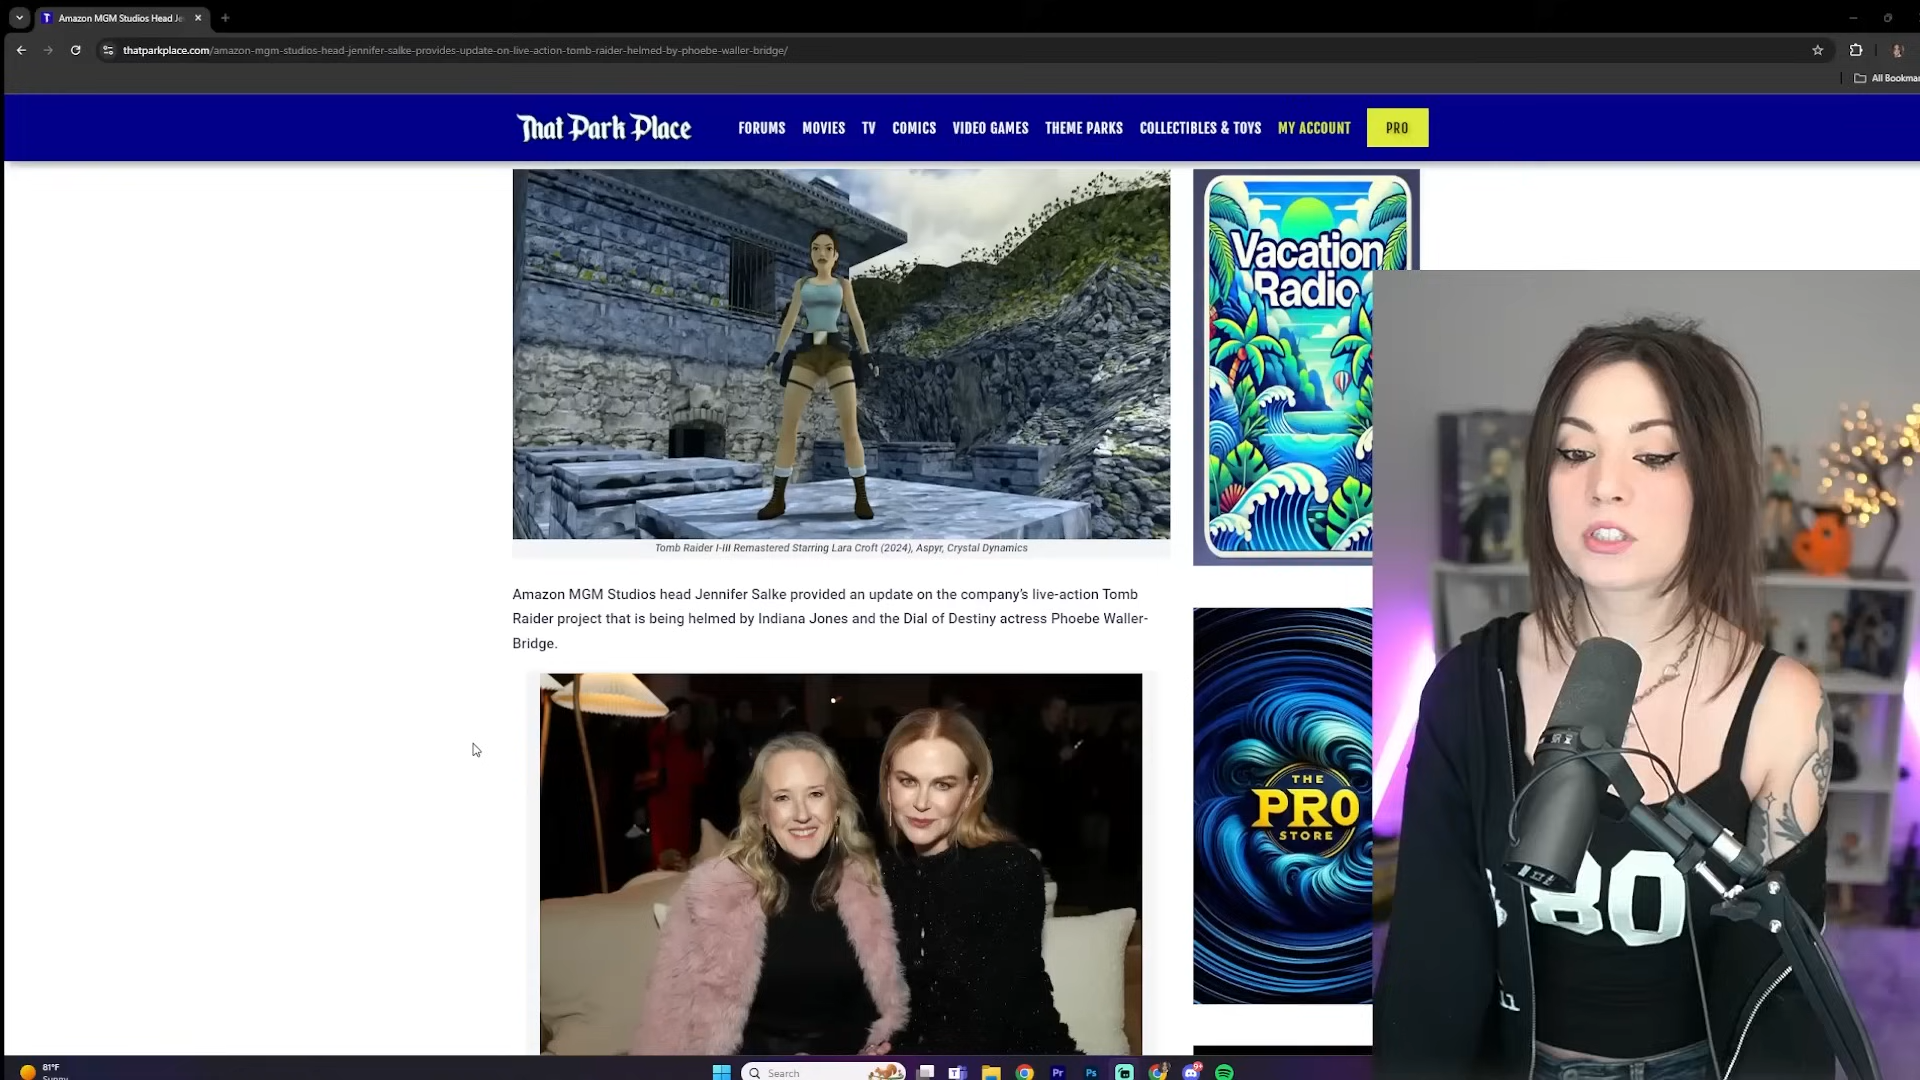 Amazon MGM Studios Head Je
thatparkplace.com/amazon-mgm-studios-head-jennifer-salke-provides-update-on-live-action-tomb-raider-helmed-by-phoebe-waller-bridge/
All Bookmar
That Park Place
FORUMS MOVIES TV COMICS VIDEO GAMES THEME PARKS COLLECTIBLES & TOYS MY ACCOUNT PRO
Vacation
Radio
Tomb Raider I-III Remastered Starring Lara Croft (2024), Aspyr, Crystal Dynamics
Amazon MGM Studios head Jennifer Salke provided an update on the company's live-action Tomb
Raider project that is being helmed by Indiana Jones and the Dial of Destiny actress Phoebe Waller-
Bridge.
THE
PRO
STORE
80
81°F
Sunny
Search